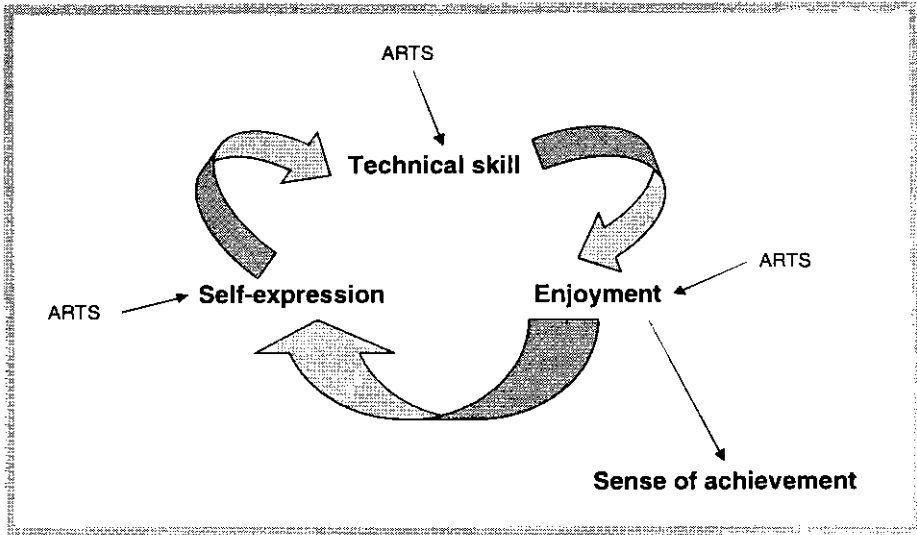 ARTS
Technical skill
ARTS
Self-expression
Enjoyment
ARTS
Sense of achievement